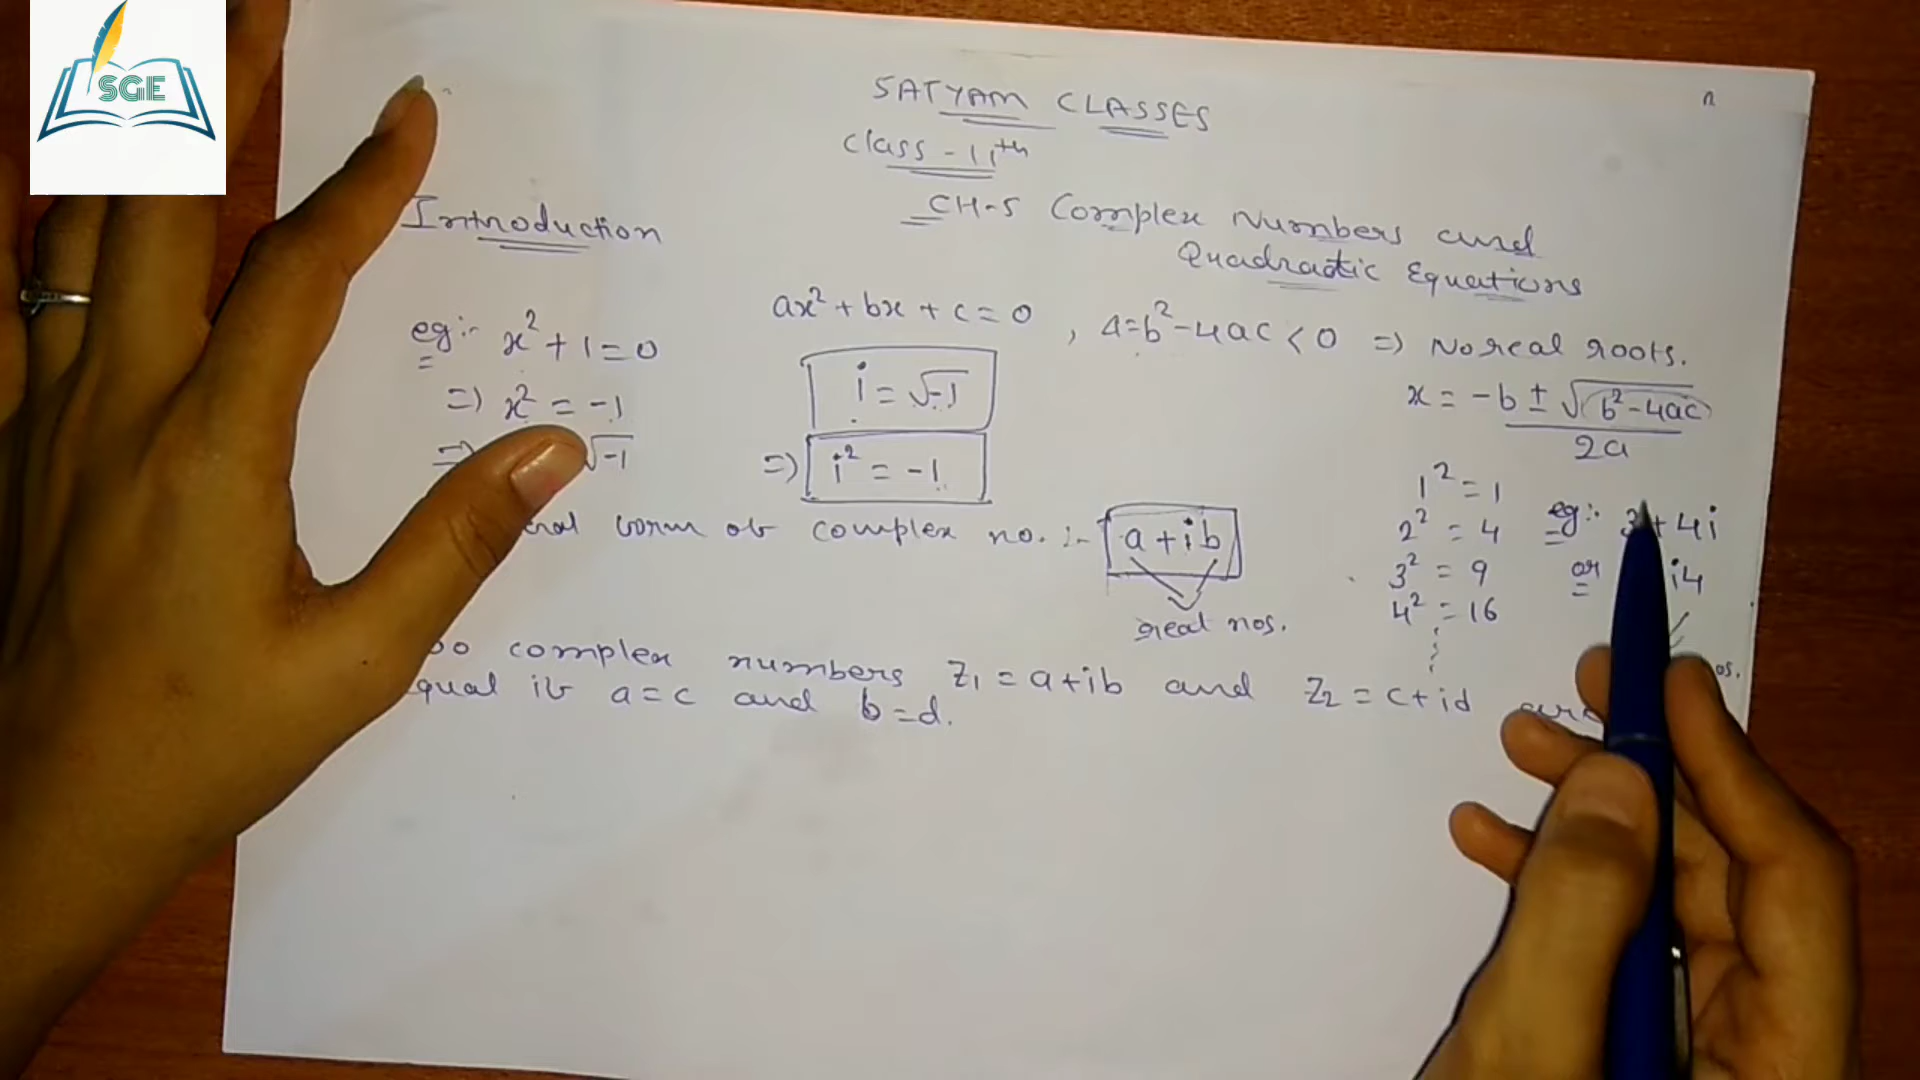 SGE
SATYAM CLASSES
Class - 11th
CH-5 Complex Numbers and
Quadractic Equations
Introduction
ax² + bx + c = 0 , Δ=b²-4ac < 0 => No real roots.
eg:- x² + 1 = 0
=> x² = -1
=> √-1
i = √-1
=> i² = -1
x = -b ± √b²-4ac
2a
1² = 1
2² = 4
3² = 9
4² = 16
eg:- 3+4i
or i4
form of complex no. :- a+ib
real nos.
complex numbers Z₁ = a+ib and Z₂ = c+id are
if a=c and b=d.